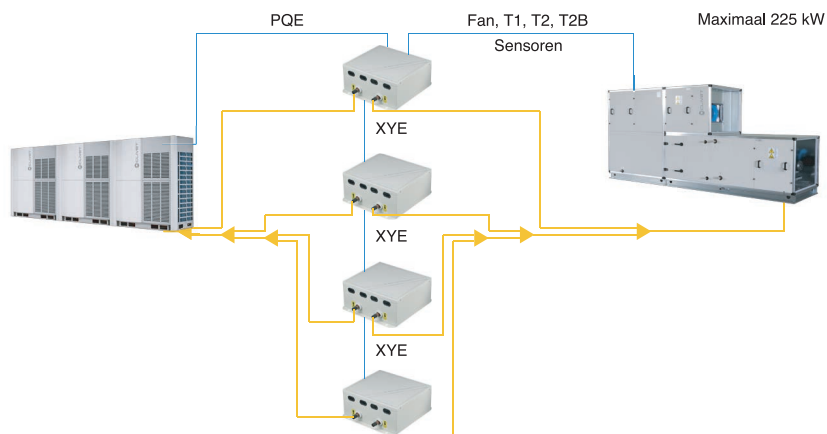 PQE
Fan, T1, T2, T2B
Sensoren
Maximaal 225 kW
XYE
XYE
XYE